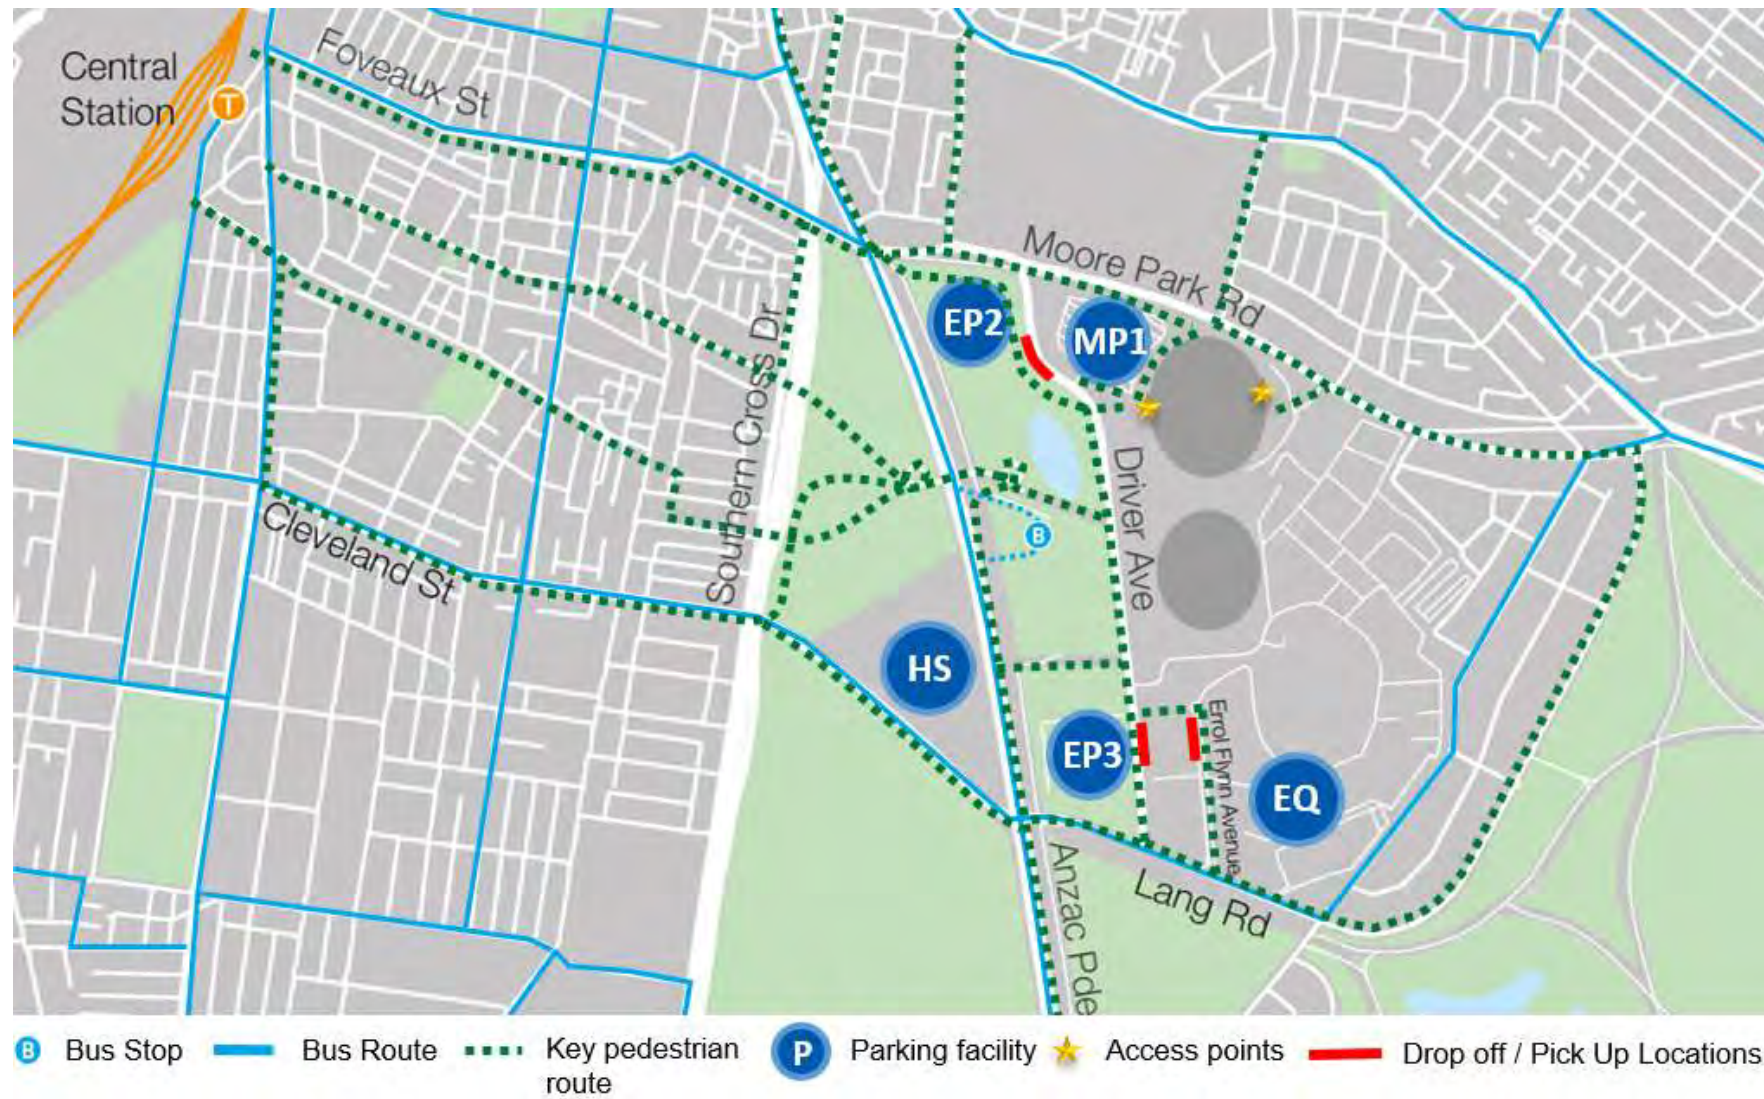 Central
Station
T
Foveaux St
Moore Park Rd
EP2
MP1
Southern Cross Dr
Driver Ave
B
Cleveland St
HS
EP3
Errol Flynn Avenue
EQ
Anzac Pde
Lang Rd
B Bus Stop
Bus Route
Key pedestrian
route
P Parking facility
Access points
Drop off / Pick Up Locations